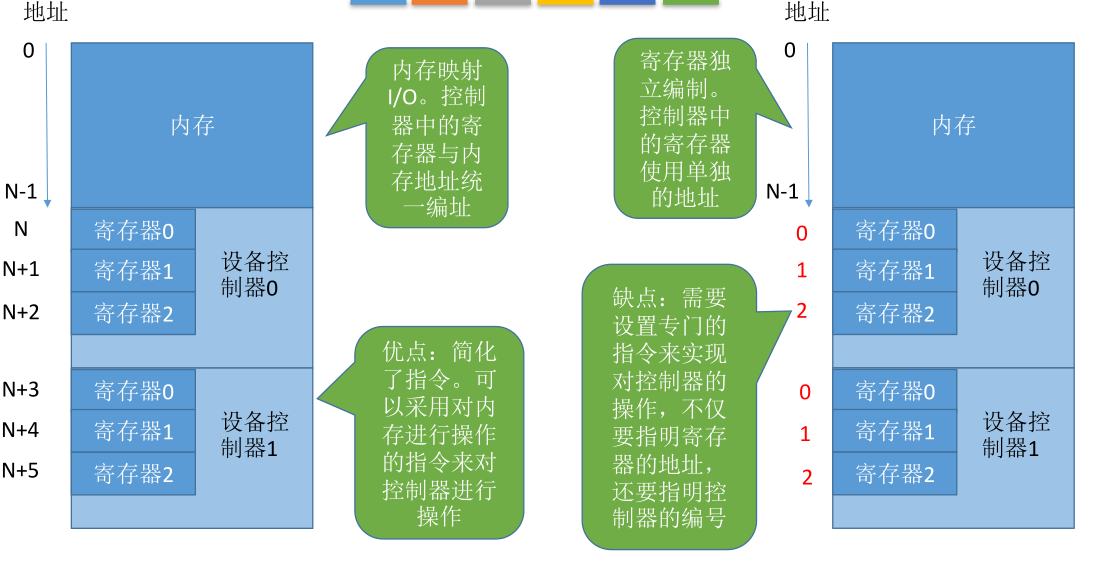 地址
0
内存
N-1
N
N+1
N+2
寄存器0
寄存器1
寄存器2
设备控
制器0
N+3
N+4
N+5
寄存器0
寄存器1
寄存器2
设备控
制器1
内存映射
I/O。控制
器中的寄
存器与内
存地址统
一编址
优点：简化
了指令。可
以采用对内
存进行操作
的指令来对
控制器进行
操作
寄存器独
立编制。
控制器中
的寄存器
使用单独
的地址
缺点：需要
设置专门的
指令来实现
对控制器的
操作，不仅
要指明寄存
器的地址，
还要指明控
制器的编号
地址
0
内存
N-1
0
1
2
寄存器0
寄存器1
寄存器2
设备控
制器0
0
1
2
寄存器0
寄存器1
寄存器2
设备控
制器1